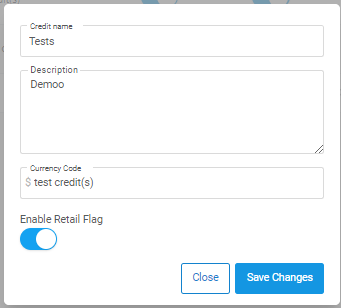 Credit name
Tests
Description
Demoo
Currency Code
$ test credit(s)
Enable Retail Flag
Close
Save Changes